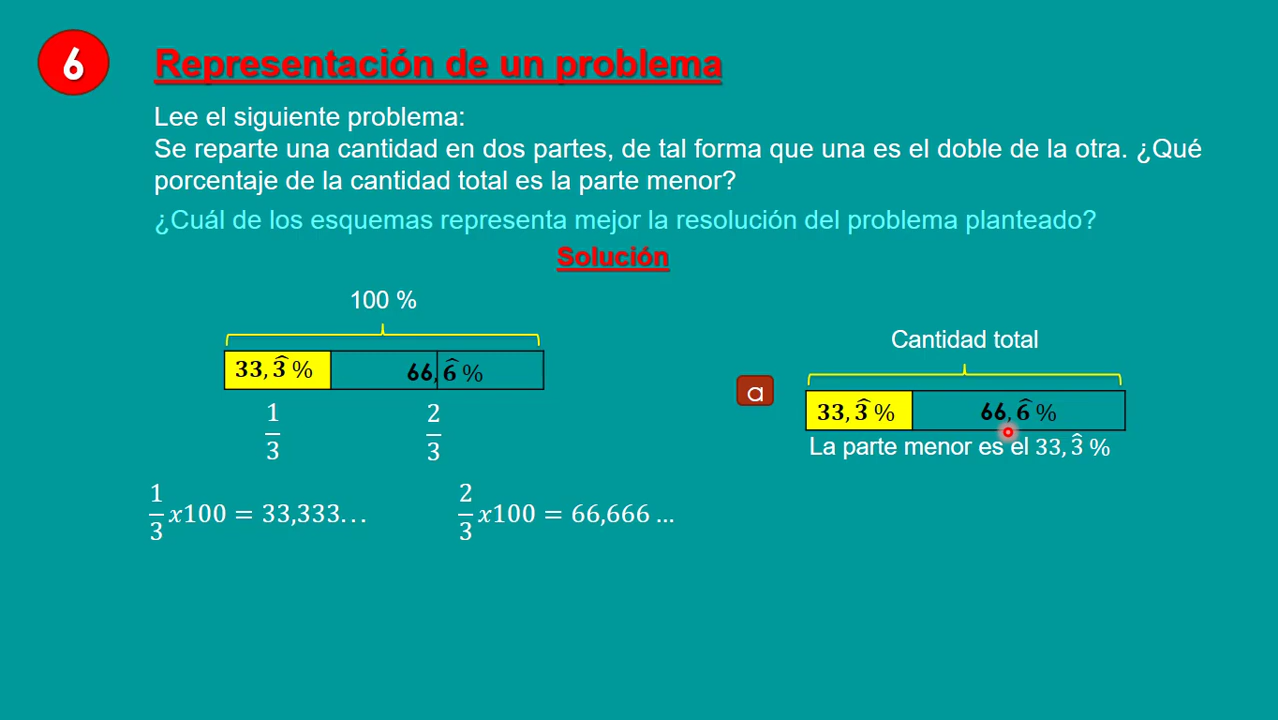 6
Representación de un problema
Lee el siguiente problema:
Se reparte una cantidad en dos partes, de tal forma que una es el doble de la otra. ¿Qué
porcentaje de la cantidad total es la parte menor?
¿Cuál de los esquemas representa mejor la resolución del problema planteado?
Solución
100 %
33,3̂ % 66,6̂ %
1/3 2/3
1/3 x100 = 33,333… 2/3 x100 = 66,666 …
Cantidad total
a
33,3̂ % 66,6̂ %
La parte menor es el 33,3̂ %